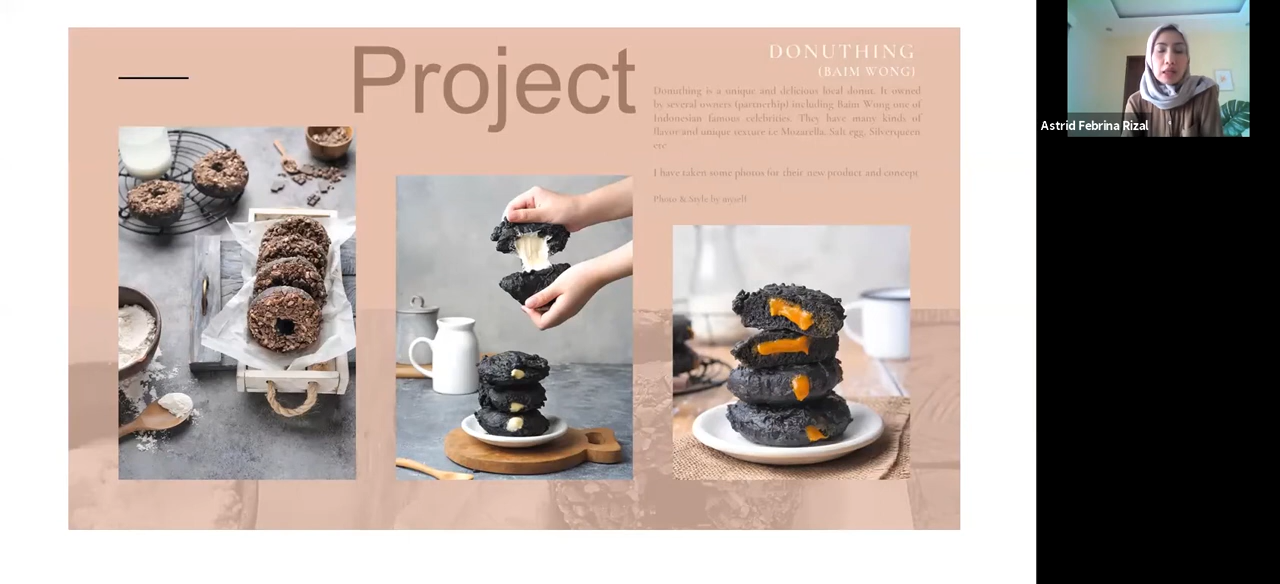 Project
DONUTHING
(BAIM WONG)
Donuthing is a unique and delicious local donut. It owned
by several owners (partnerhip) including Baim Wong one of
Indonesian famous celebrities. They have many kinds of
flavor and unique texture i.e Mozarella, Salt egg, Silverqueen
etc
I have taken some photos for their new product and concept
Photo & Style by myself
Astrid Febrina Rizal